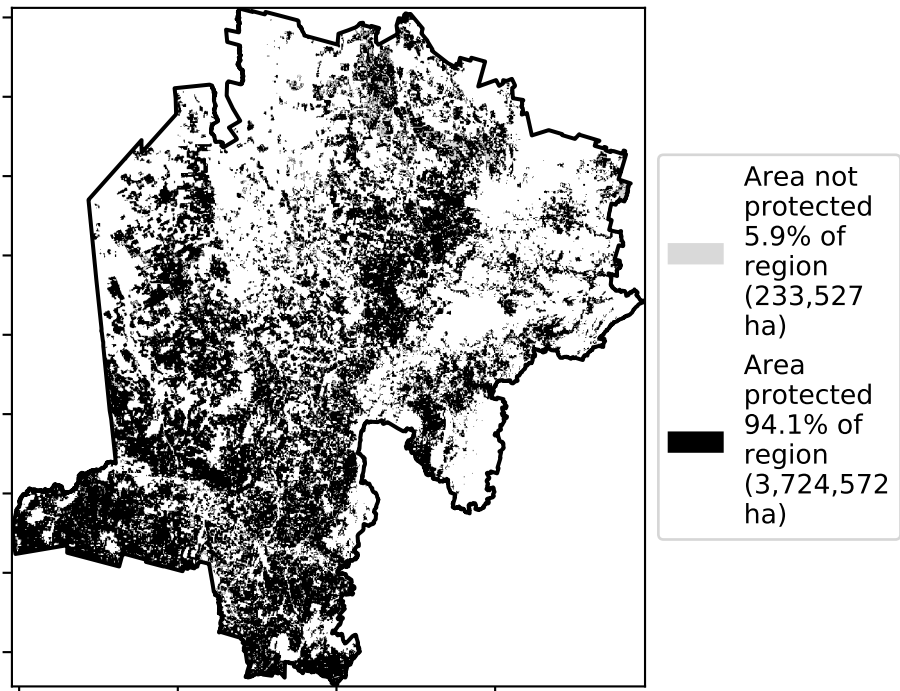 Area not
protected
5.9% of
region
(233,527
ha)
Area
protected
94.1% of
region
(3,724,572
ha)